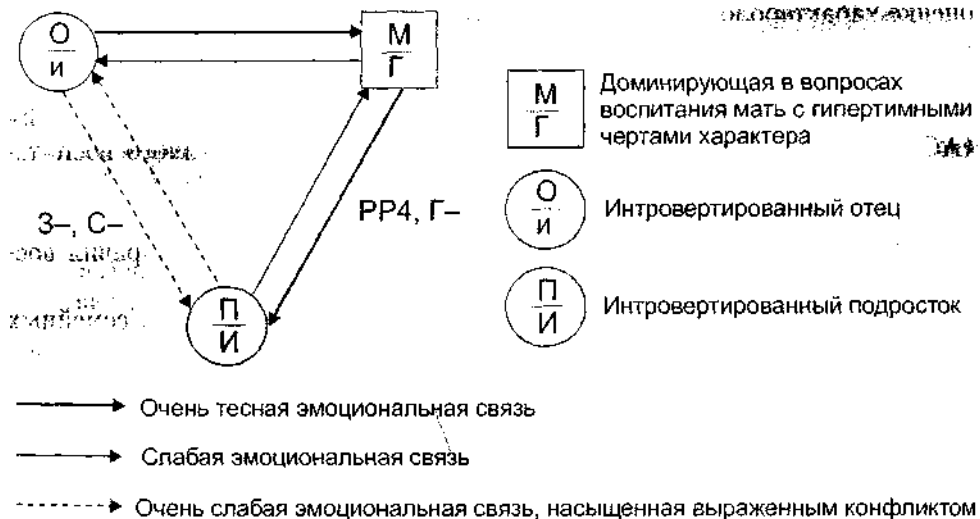 О
и
М
Г
М
Г
Доминирующая в вопросах
воспитания мать с гипертимными
чертами характера
О
и
Интровертированный отец
З–, С–
РР4, Г–
П
И
П
И
Интровертированный подросток
Очень тесная эмоциональная связь
Слабая эмоциональная связь
Очень слабая эмоциональная связь, насыщенная выраженным конфликтом